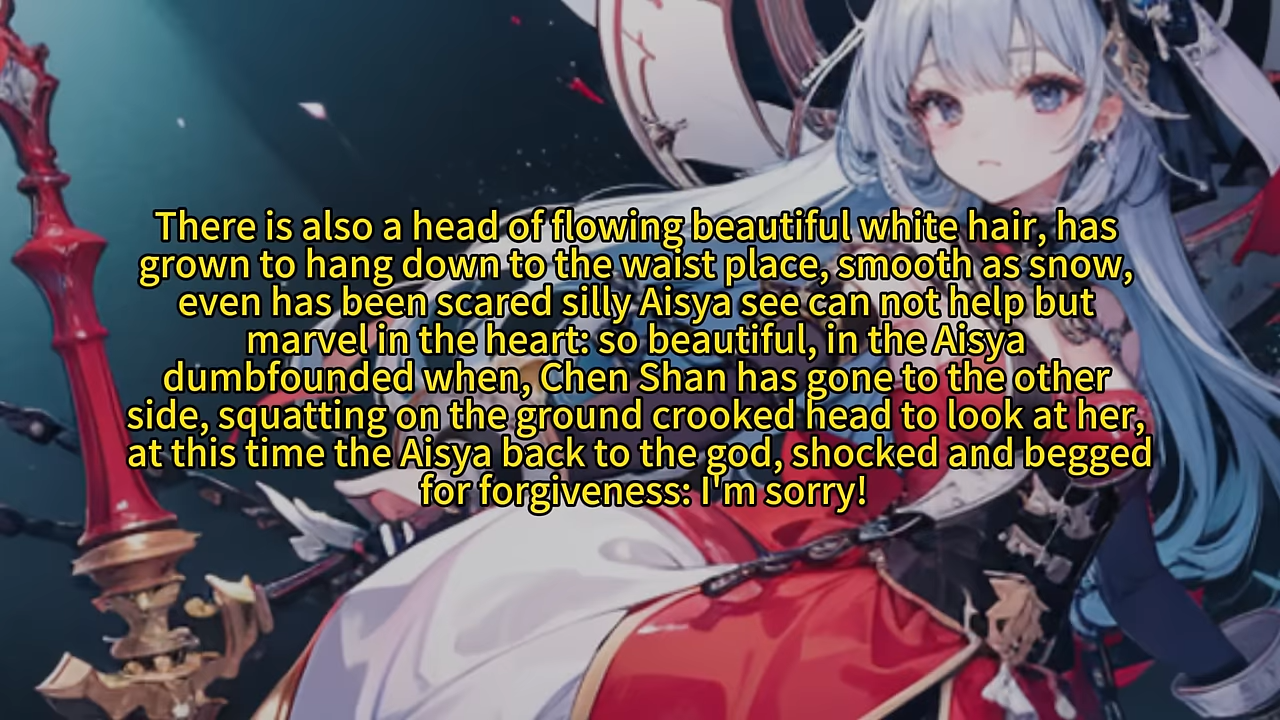 There is also a head of flowing beautiful white hair, has
grown to hang down to the waist place, smooth as snow,
even has been scared silly Aisya see can not help but
marvel in the heart: so beautiful, in the Aisya
dumbfounded when, Chen Shan has gone to the other
side, squatting on the ground crooked head to look at her,
at this time the Aisya back to the god, shocked and begged
for forgiveness: I'm sorry!